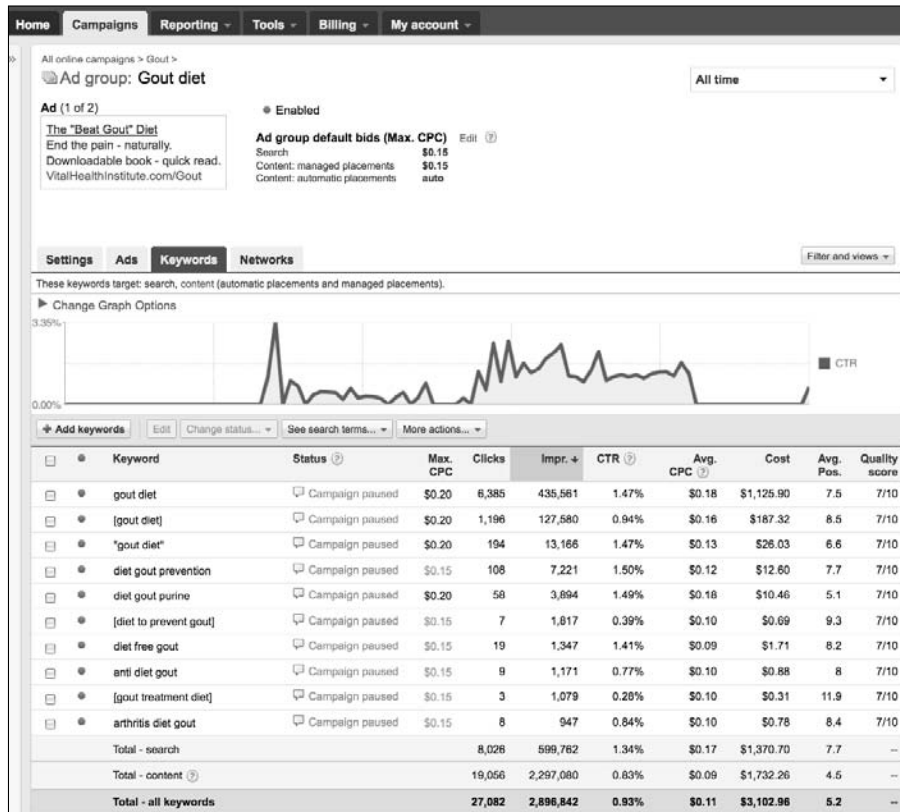 Home Campaigns Reporting Tools Billing My account
All online campaigns > Gout >
Ad group: Gout diet
All time
Ad (1 of 2)
Enabled
The "Beat Gout" Diet
End the pain - naturally.
Downloadable book - quick read.
VitalHealthInstitute.com/Gout
Ad group default bids (Max. CPC) Edit ?
Search $0.15
Content: managed placements $0.15
Content: automatic placements auto
Settings Ads Keywords Networks
Filter and views
These keywords target: search, content (automatic placements and managed placements).
Change Graph Options
3.35%
CTR
0.00%
+ Add keywords Edit Change status... See search terms... More actions...
Keyword Status ? Max. CPC Clicks Impr. ↓ CTR ? Avg. CPC ? Cost Avg. Pos. Quality score
gout diet Campaign paused $0.20 6,385 435,561 1.47% $0.18 $1,125.90 7.5 7/10
[gout diet] Campaign paused $0.20 1,196 127,580 0.94% $0.16 $187.32 8.5 7/10
"gout diet" Campaign paused $0.20 194 13,166 1.47% $0.13 $26.03 6.6 7/10
diet gout prevention Campaign paused $0.15 108 7,221 1.50% $0.12 $12.60 7.7 7/10
diet gout purine Campaign paused $0.20 58 3,894 1.49% $0.18 $10.46 5.1 7/10
[diet to prevent gout] Campaign paused $0.15 7 1,817 0.39% $0.10 $0.69 9.3 7/10
diet free gout Campaign paused $0.15 19 1,347 1.41% $0.09 $1.71 8.2 7/10
anti diet gout Campaign paused $0.15 9 1,171 0.77% $0.10 $0.88 8 7/10
[gout treatment diet] Campaign paused $0.15 3 1,079 0.28% $0.10 $0.31 11.9 7/10
arthritis diet gout Campaign paused $0.15 8 947 0.84% $0.10 $0.78 8.4 7/10
Total - search 8,026 599,762 1.34% $0.17 $1,370.70 7.7 --
Total - content ? 19,056 2,297,080 0.83% $0.09 $1,732.26 4.5 --
Total - all keywords 27,082 2,896,842 0.93% $0.11 $3,102.96 5.2 --